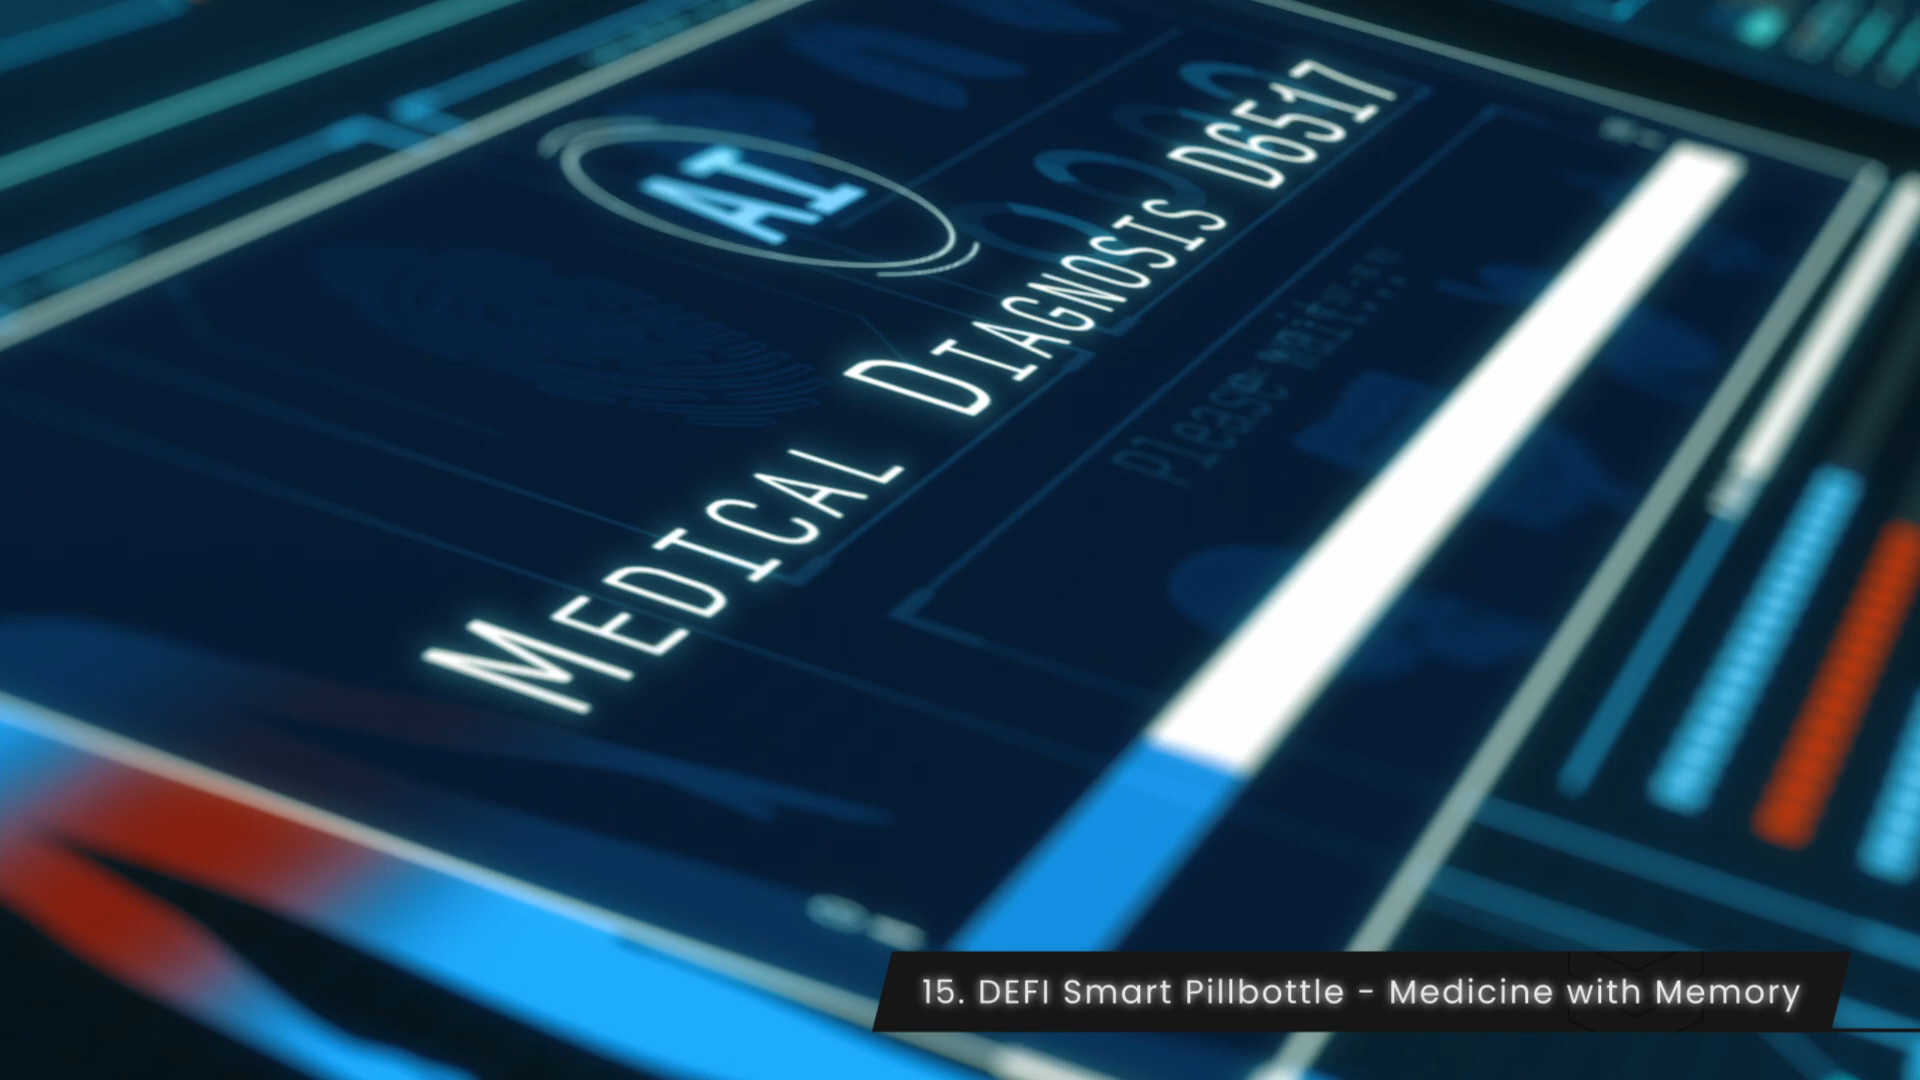 AI
MEDICAL DIAGNOSIS D6517
Please wait...
15. DEFI Smart Pillbottle - Medicine with Memory